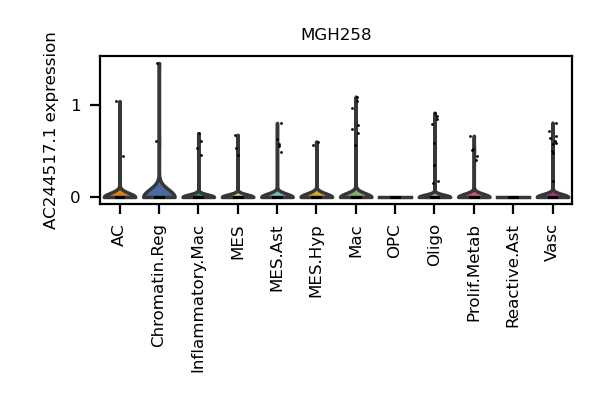 MGH258
AC244517.1 expression
1
0
AC
Chromatin.Reg
Inflammatory.Mac
MES
MES.Ast
MES.Hyp
Mac
OPC
Oligo
Prolif.Metab
Reactive.Ast
Vasc